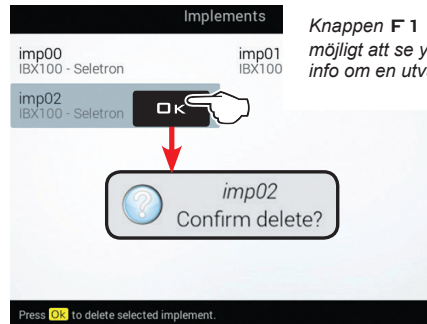 Implements
Knappen F1
möjligt att se
info om en
imp00
IBX100 - Seletron
imp01
IBX100
imp02
IBX100 - Seletron
OK
imp02
Confirm delete?
Press Ok to delete selected implement.